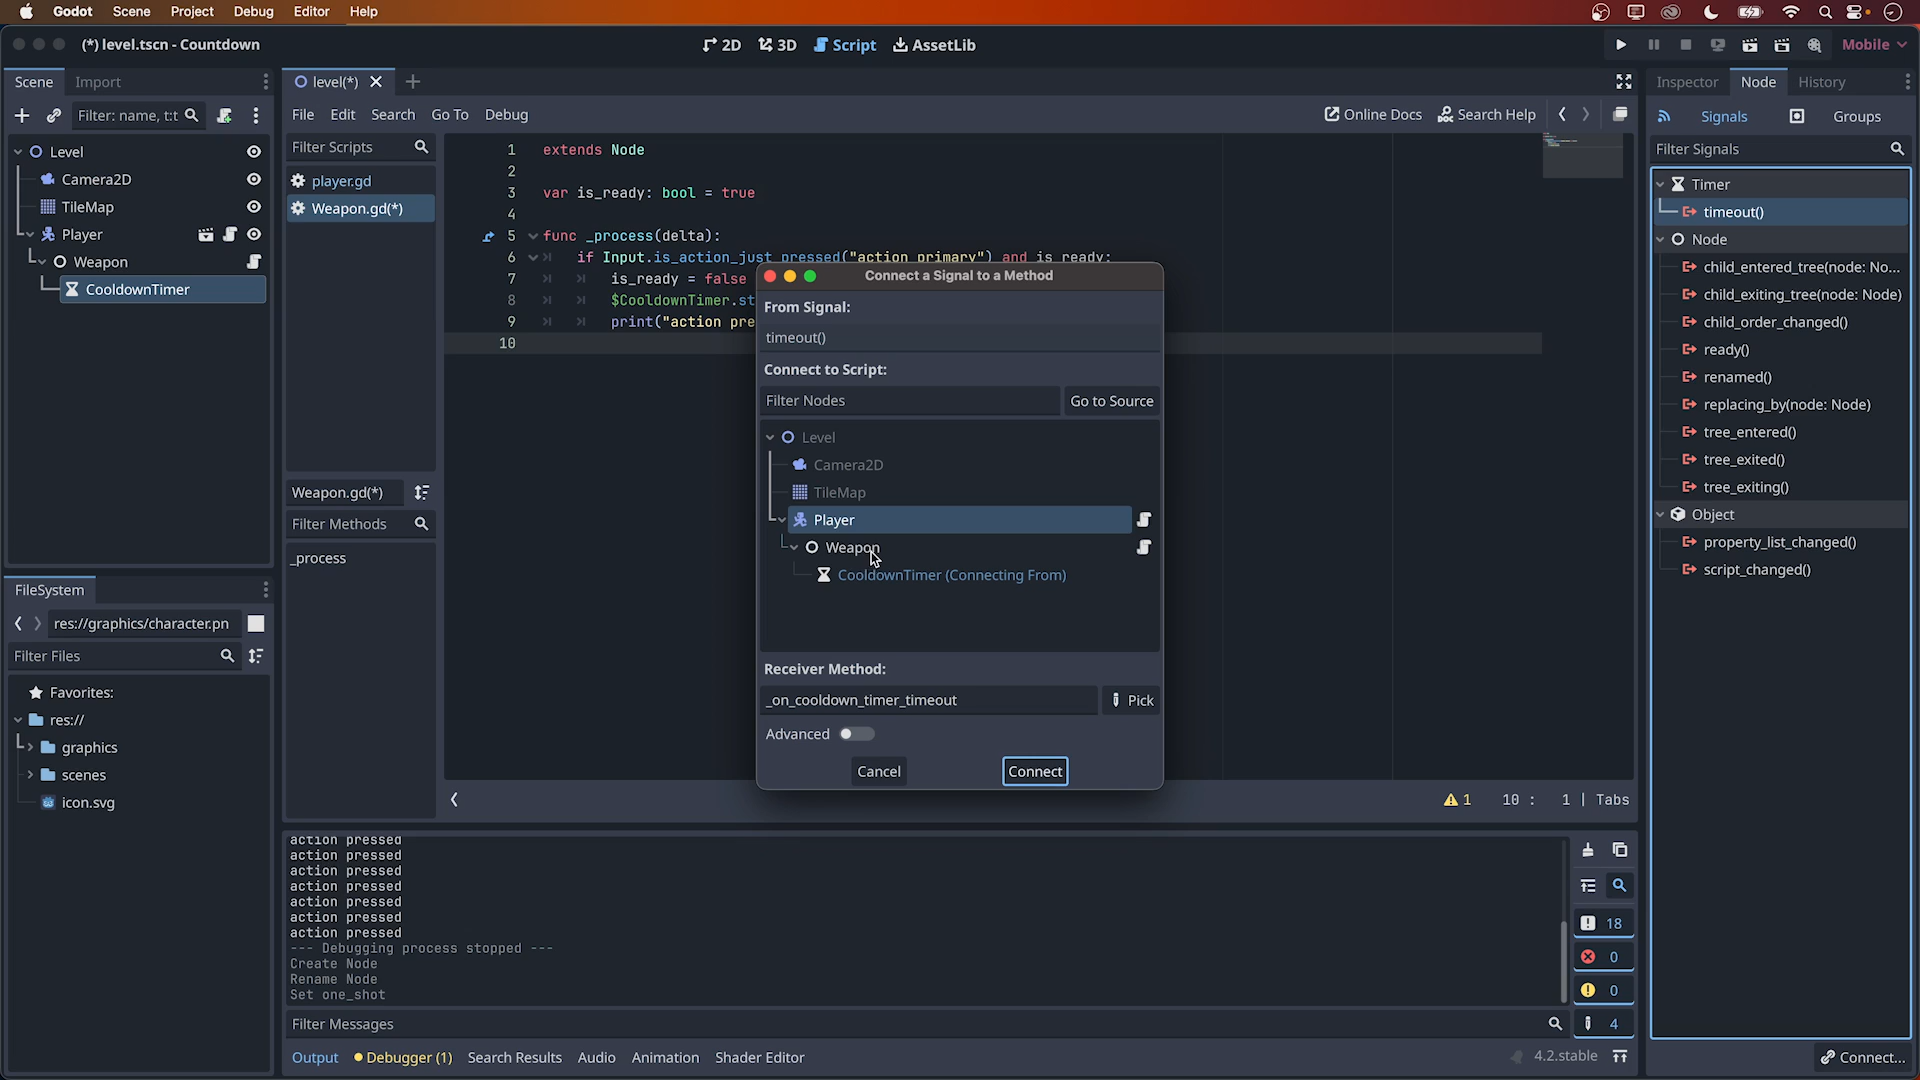 Godot Scene Project Debug Editor Help
(*) level.tscn - Countdown
2D 3D Script AssetLib
Mobile
Scene Import
Filter: name, t:t
Level
Camera2D
TileMap
Player
Weapon
CooldownTimer
FileSystem
res://graphics/character.pn
Filter Files
Favorites:
res://
graphics
scenes
icon.svg
level(*)
File Edit Search Go To Debug
Online Docs Search Help
Filter Scripts
player.gd
Weapon.gd(*)
Weapon.gd(*)
Filter Methods
_process
1 extends Node
2
3 var is_ready: bool = true
4
5 func _process(delta):
6 if Input.is_action_just_pressed("action_primary") and is_ready:
7 is_ready = false
8 $CooldownTimer.st
9 print("action pre
10
1 10 : 1 | Tabs
Connect a Signal to a Method
From Signal:
timeout()
Connect to Script:
Filter Nodes Go to Source
Level
Camera2D
TileMap
Player
Weapon
CooldownTimer (Connecting From)
Receiver Method:
_on_cooldown_timer_timeout Pick
Advanced
Cancel Connect
action pressed
action pressed
action pressed
action pressed
action pressed
action pressed
action pressed
--- Debugging process stopped ---
Create Node
Rename Node
Set one_shot
Filter Messages
18
0
0
4
Output Debugger (1) Search Results Audio Animation Shader Editor
4.2.stable
Inspector Node History
Signals Groups
Filter Signals
Timer
timeout()
Node
child_entered_tree(node: No...
child_exiting_tree(node: Node)
child_order_changed()
ready()
renamed()
replacing_by(node: Node)
tree_entered()
tree_exited()
tree_exiting()
Object
property_list_changed()
script_changed()
Connect...